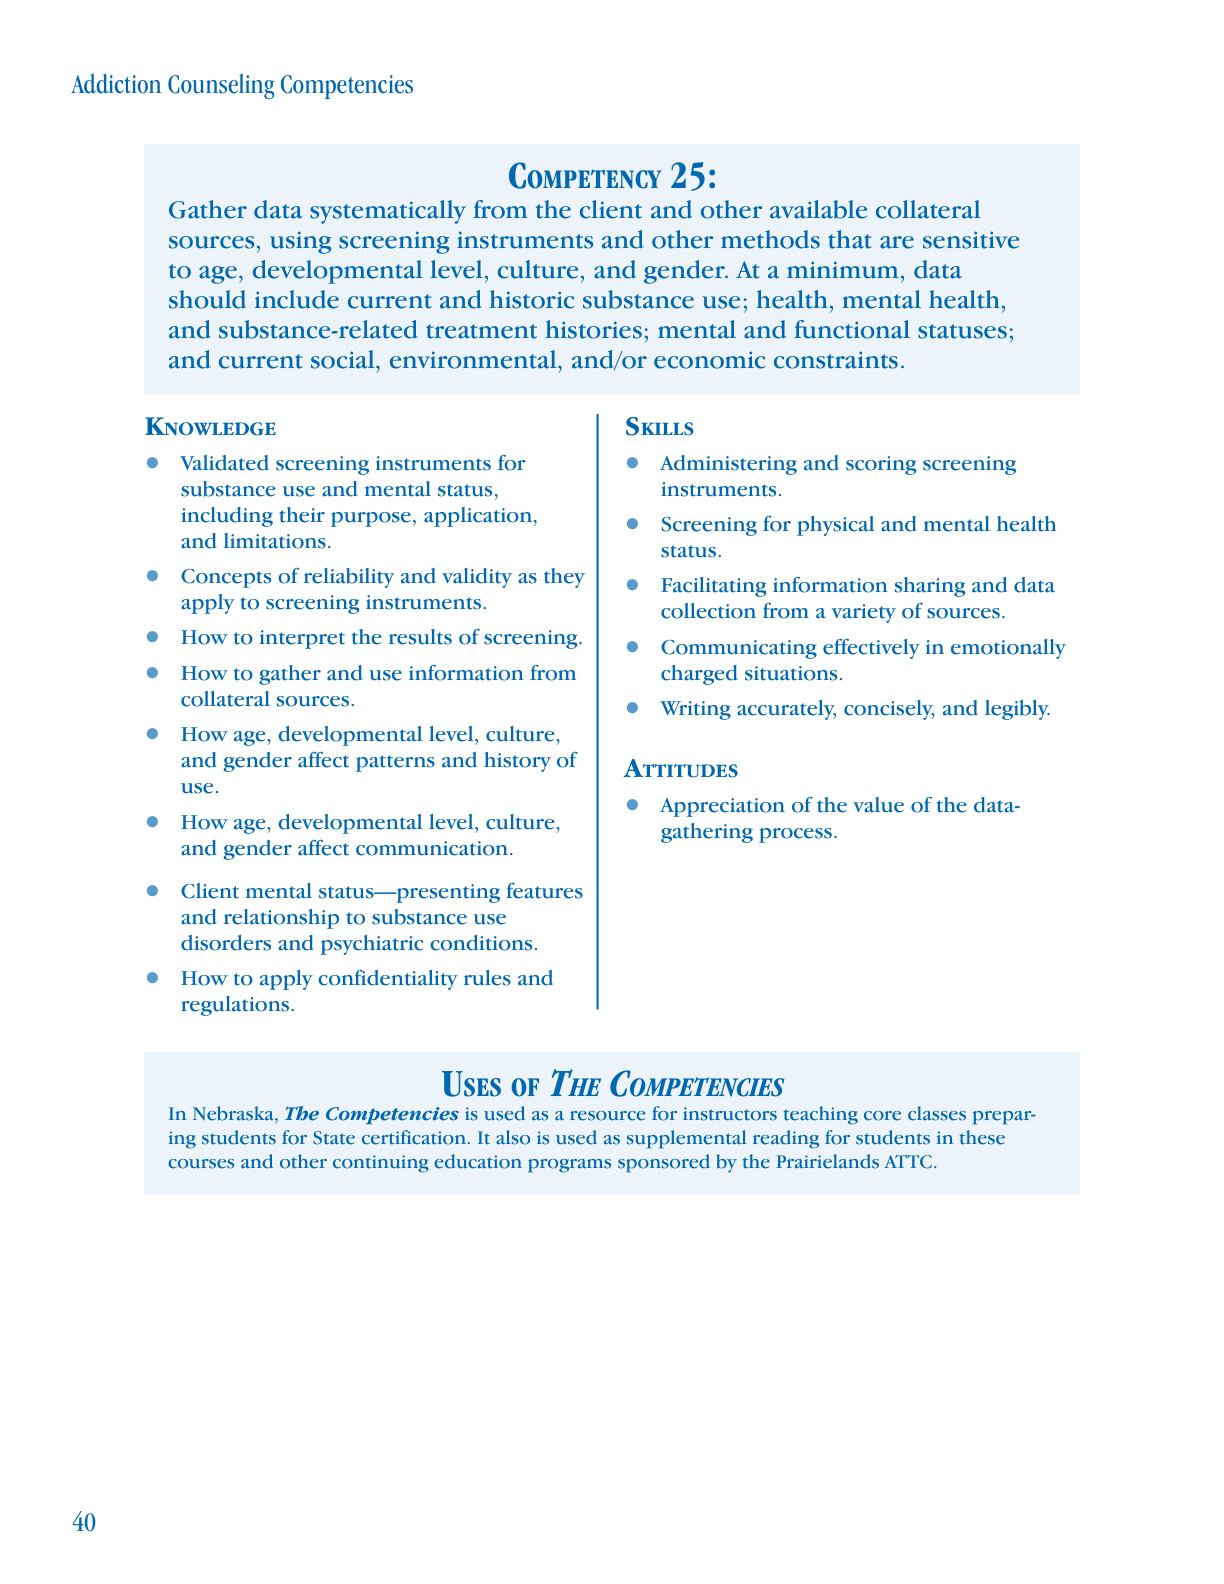 Addiction Counseling Competencies
COMPETENCY 25:
Gather data systematically from the client and other available collateral
sources, using screening instruments and other methods that are sensitive
to age, developmental level, culture, and gender. At a minimum, data
should include current and historic substance use; health, mental health,
and substance-related treatment histories; mental and functional statuses;
and current social, environmental, and/or economic constraints.
KNOWLEDGE
● Validated screening instruments for
substance use and mental status,
including their purpose, application,
and limitations.
● Concepts of reliability and validity as they
apply to screening instruments.
● How to interpret the results of screening.
● How to gather and use information from
collateral sources.
● How age, developmental level, culture,
and gender affect patterns and history of
use.
● How age, developmental level, culture,
and gender affect communication.
● Client mental status—presenting features
and relationship to substance use
disorders and psychiatric conditions.
● How to apply confidentiality rules and
regulations.
SKILLS
● Administering and scoring screening
instruments.
● Screening for physical and mental health
status.
● Facilitating information sharing and data
collection from a variety of sources.
● Communicating effectively in emotionally
charged situations.
● Writing accurately, concisely, and legibly.
ATTITUDES
● Appreciation of the value of the data-
gathering process.
USES OF THE COMPETENCIES
In Nebraska, The Competencies is used as a resource for instructors teaching core classes prepar-
ing students for State certification. It also is used as supplemental reading for students in these
courses and other continuing education programs sponsored by the Prairielands ATTC.
40